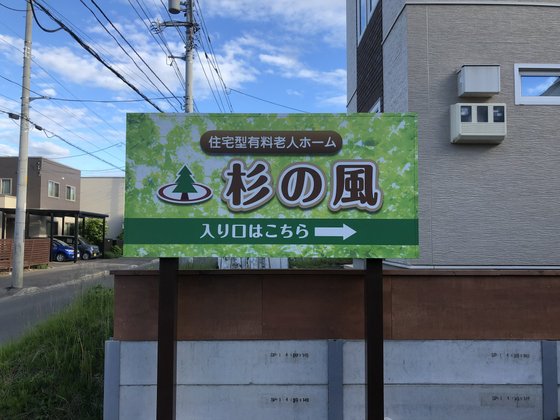 住宅型有料老人ホーム
杉の風
入り口はこちら